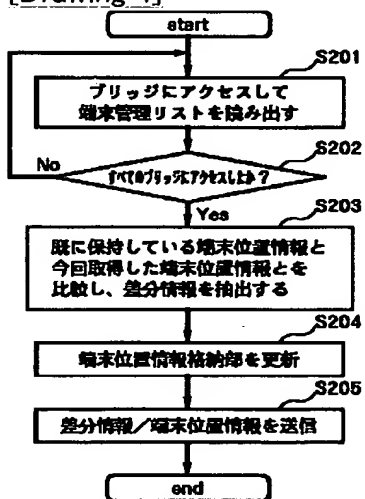 [Drawing 4]
start
S201
ブリッジにアクセスして
端末管理リストを読み出す
S202
No
すべてのブリッジにアクセスしたか？
Yes
S203
既に保持している端末位置情報と
今回取得した端末位置情報とを
比較し、差分情報を抽出する
S204
端末位置情報格納部を更新
S205
差分情報／端末位置情報を送信
end